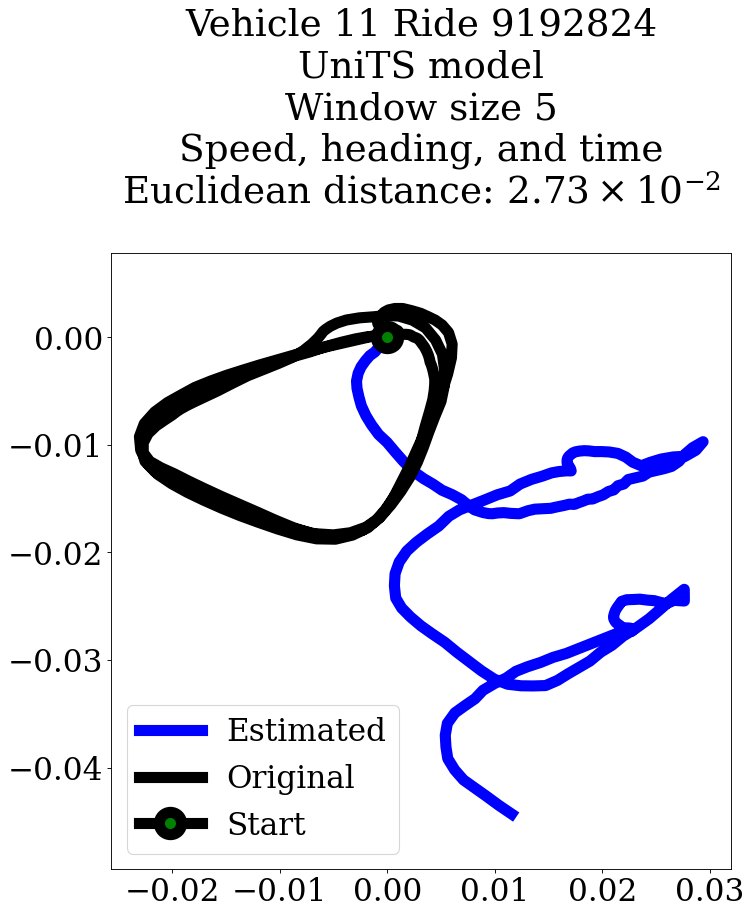 Vehicle 11 Ride 9192824
UniTS model
Window size 5
Speed, heading, and time
Euclidean distance: 2.73 × 10⁻²
0.00
−0.01
−0.02
−0.03
−0.04
Estimated
Original
Start
−0.02 −0.01 0.00 0.01 0.02 0.03